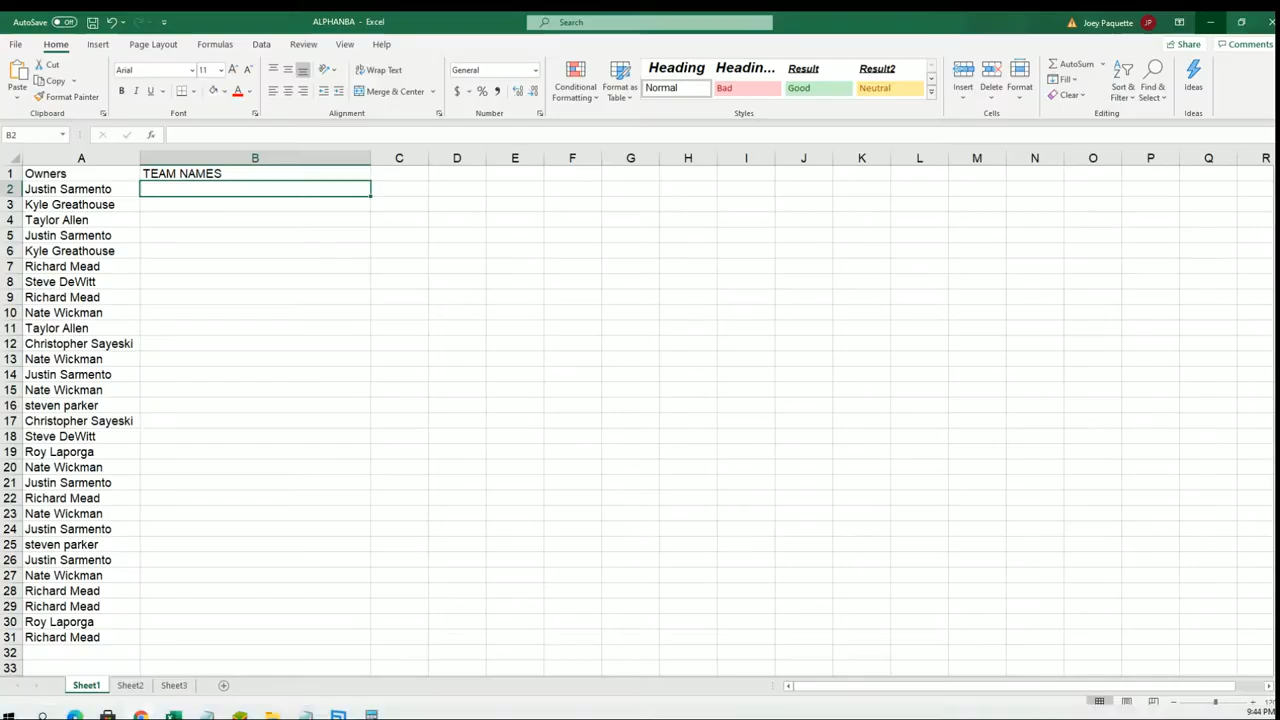 AutoSave Off ALPHANBA - Excel Search Joey Paquette JP
File Home Insert Page Layout Formulas Data Review View Help Share Comments
Cut Arial 11 Wrap Text General Heading Headin... Result Result2 AutoSum
Copy Fill
Paste Format Painter B I U A Merge & Center $ % Normal Bad Good Neutral Conditional Formatting Format as Table Insert Delete Format Clear Sort & Filter Find & Select Ideas
Clipboard Font Alignment Number Styles Cells Editing Ideas
B2 fx
A B C D E F G H I J K L M N O P Q R
1 Owners TEAM NAMES
2 Justin Sarmento
3 Kyle Greathouse
4 Taylor Allen
5 Justin Sarmento
6 Kyle Greathouse
7 Richard Mead
8 Steve DeWitt
9 Richard Mead
10 Nate Wickman
11 Taylor Allen
12 Christopher Sayeski
13 Nate Wickman
14 Justin Sarmento
15 Nate Wickman
16 steven parker
17 Christopher Sayeski
18 Steve DeWitt
19 Roy Laporga
20 Nate Wickman
21 Justin Sarmento
22 Richard Mead
23 Nate Wickman
24 Justin Sarmento
25 steven parker
26 Justin Sarmento
27 Nate Wickman
28 Richard Mead
29 Richard Mead
30 Roy Laporga
31 Richard Mead
32
33
Sheet1 Sheet2 Sheet3
9:44 PM